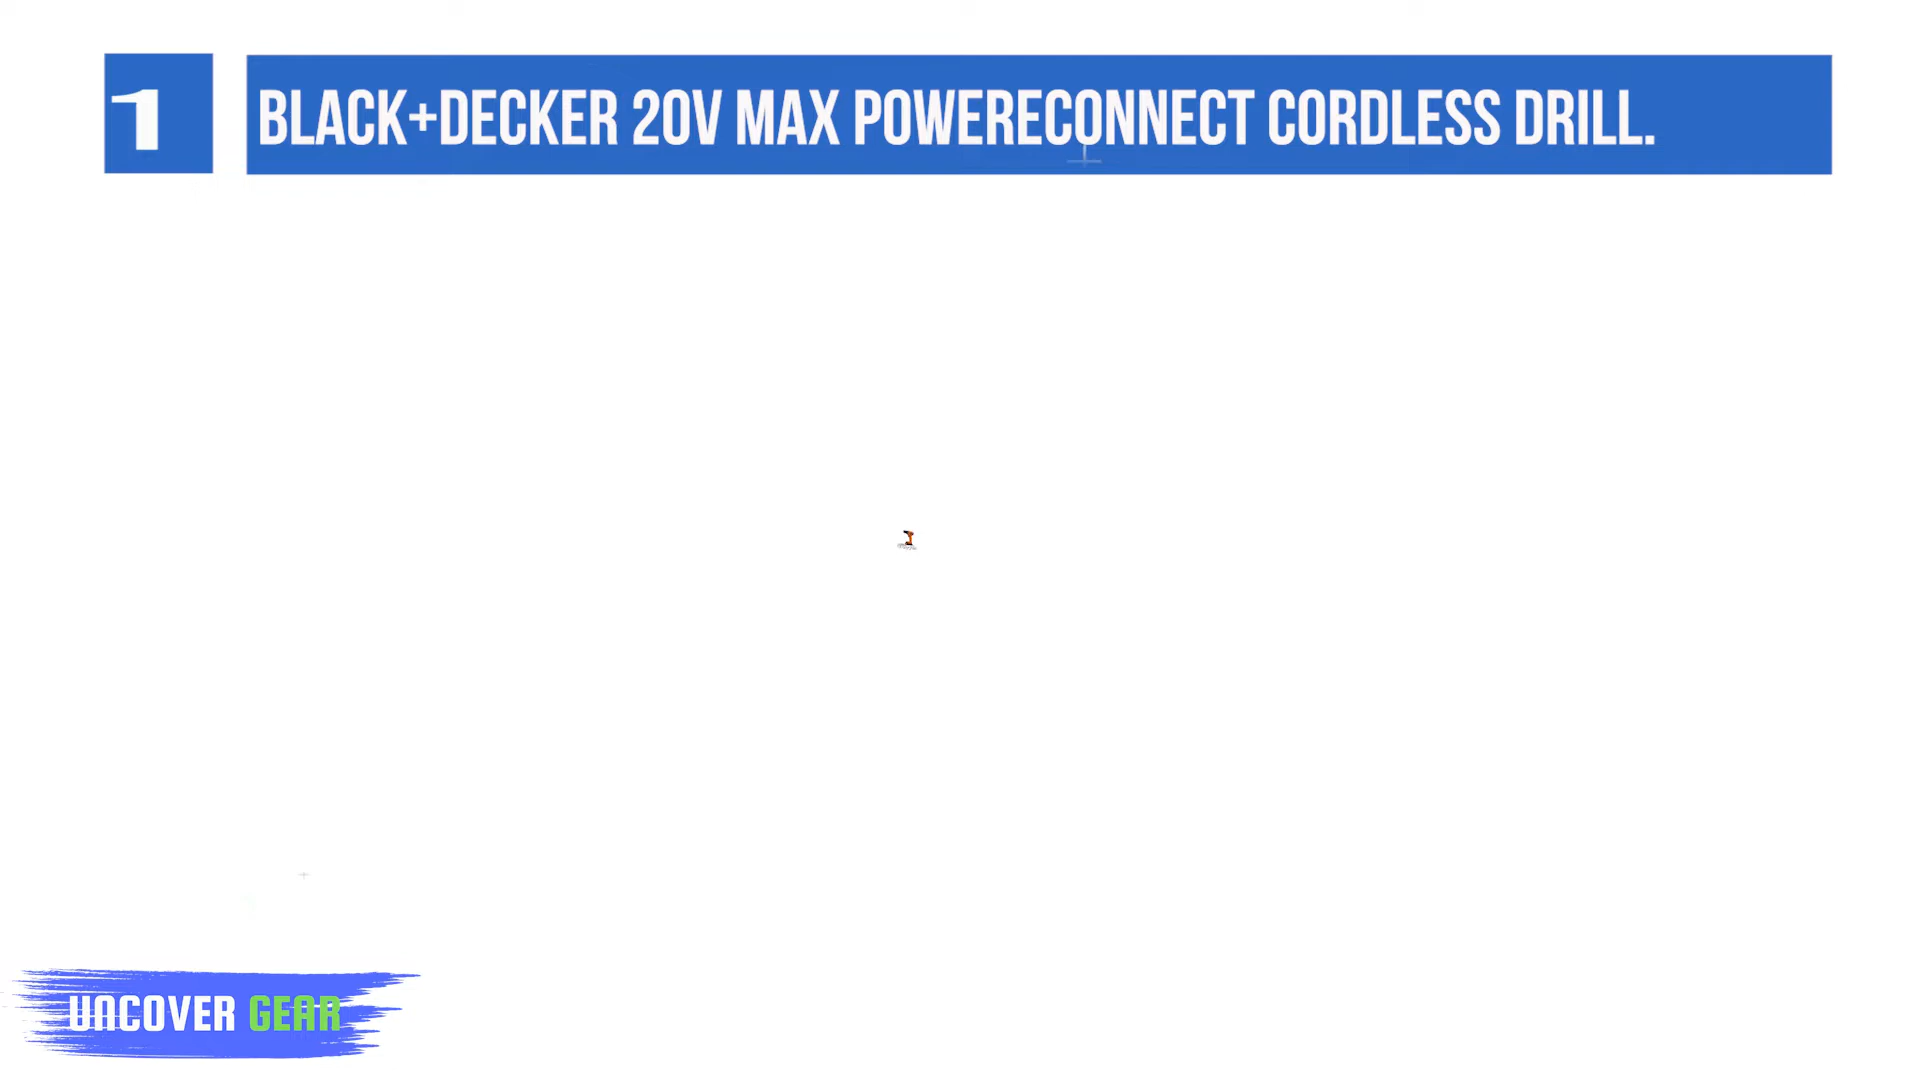 1
BLACK+DECKER 20V MAX POWERECONNECT CORDLESS DRILL.
UNCOVER GEAR